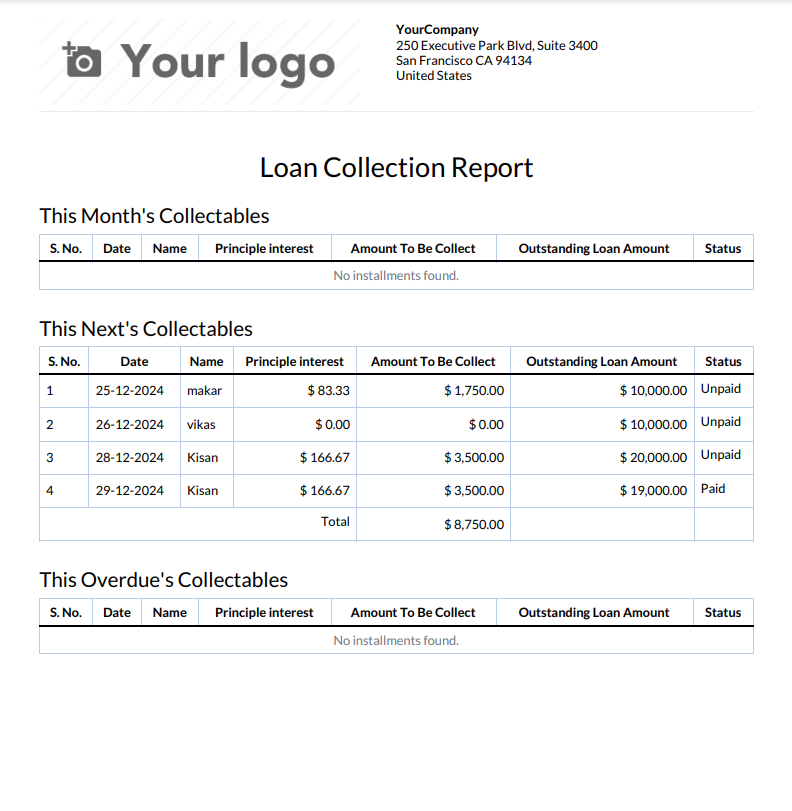 Your logo
YourCompany
250 Executive Park Blvd, Suite 3400
San Francisco CA 94134
United States
Loan Collection Report
This Month's Collectables
S. No. Date Name Principle interest Amount To Be Collect Outstanding Loan Amount Status
No installments found.
This Next's Collectables
S. No. Date Name Principle interest Amount To Be Collect Outstanding Loan Amount Status
1 25-12-2024 makar $ 83.33 $ 1,750.00 $ 10,000.00 Unpaid
2 26-12-2024 vikas $ 0.00 $ 0.00 $ 10,000.00 Unpaid
3 28-12-2024 Kisan $ 166.67 $ 3,500.00 $ 20,000.00 Unpaid
4 29-12-2024 Kisan $ 166.67 $ 3,500.00 $ 19,000.00 Paid
Total $ 8,750.00
This Overdue's Collectables
S. No. Date Name Principle interest Amount To Be Collect Outstanding Loan Amount Status
No installments found.